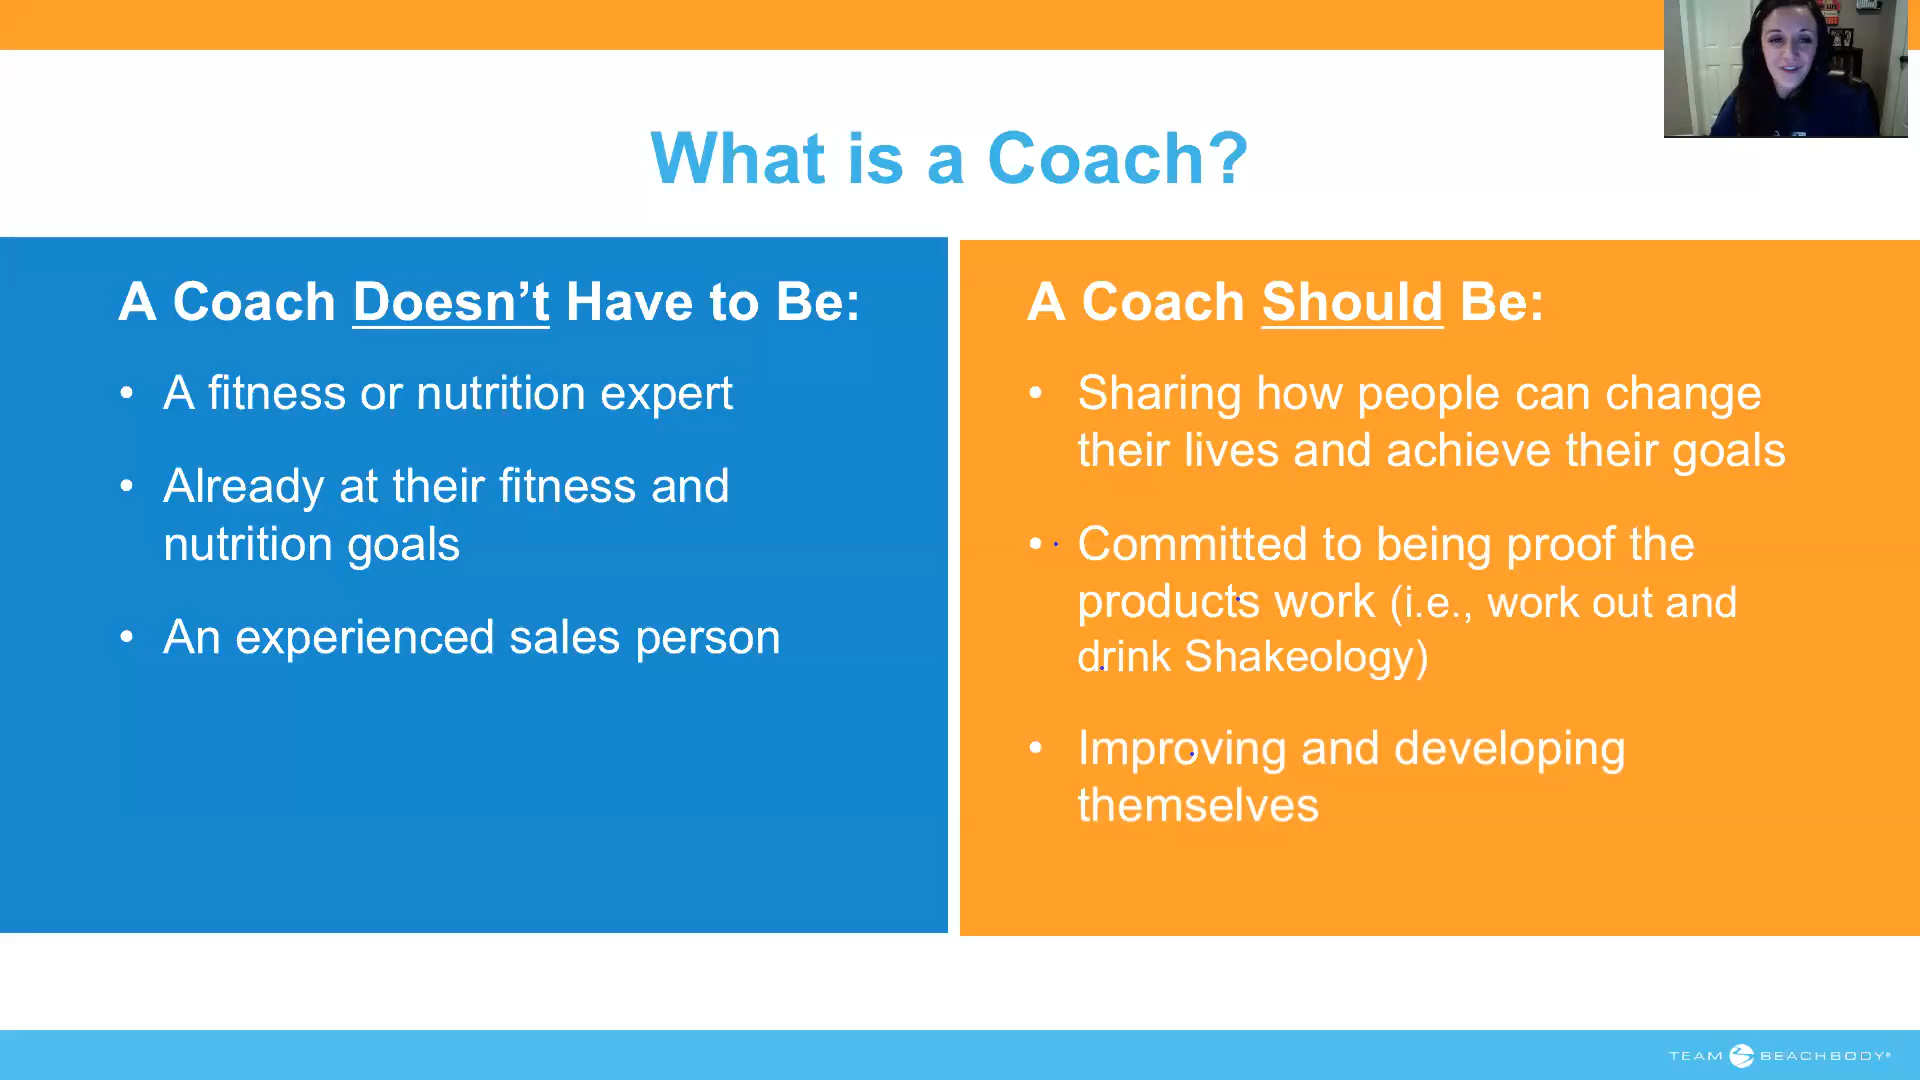 What is a Coach?
A Coach Doesn’t Have to Be:
• A fitness or nutrition expert
• Already at their fitness and
nutrition goals
• An experienced sales person
A Coach Should Be:
• Sharing how people can change
their lives and achieve their goals
• Committed to being proof the
products work (i.e., work out and
drink Shakeology)
• Improving and developing
themselves
TEAM BEACHBODY®